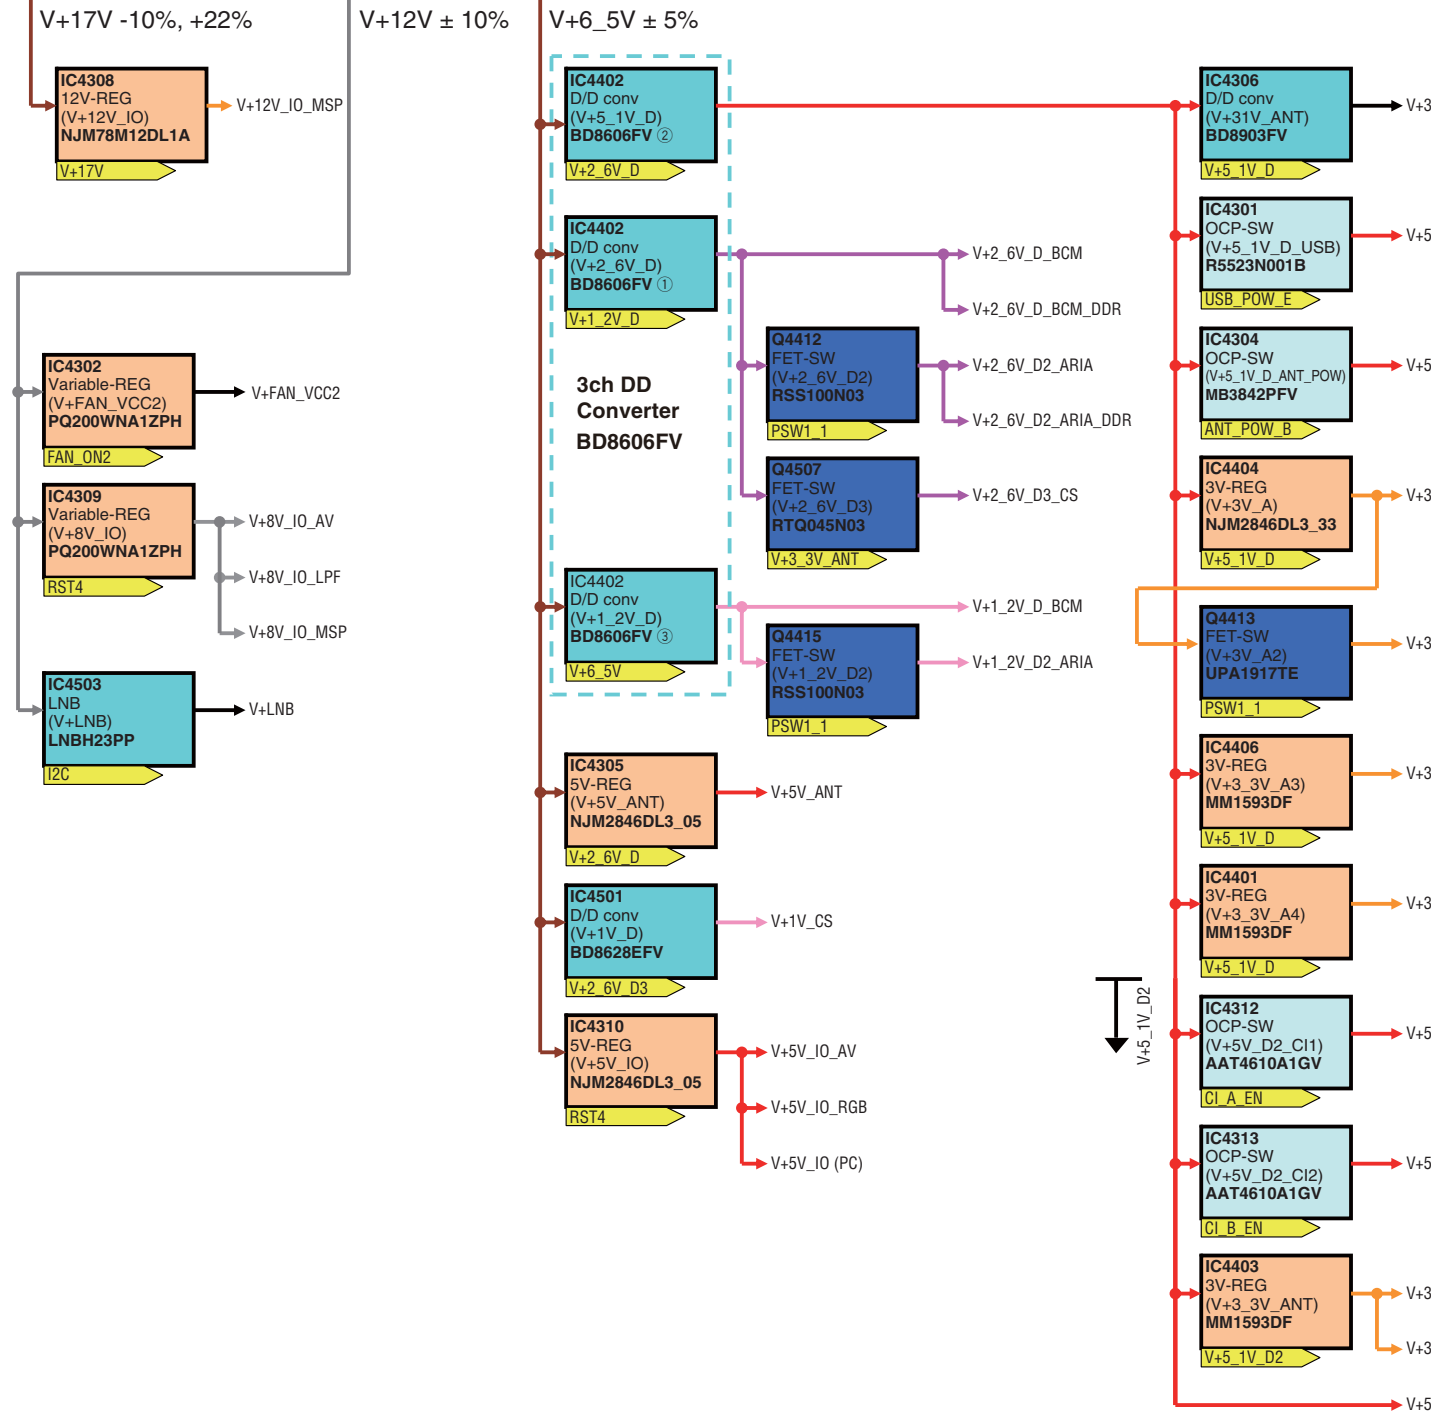 V+17V -10%, +22%
V+12V ± 10%
V+6_5V ± 5%
IC4308
12V-REG
(V+12V_IO)
NJM78M12DL1A
V+17V
V+12V_IO_MSP
IC4302
Variable-REG
(V+FAN_VCC2)
PQ200WNA1ZPH
FAN_ON2
V+FAN_VCC2
IC4309
Variable-REG
(V+8V_IO)
PQ200WNA1ZPH
RST4
V+8V_IO_AV
V+8V_IO_LPF
V+8V_IO_MSP
IC4503
LNB
(V+LNB)
LNBH23PP
I2C
V+LNB
IC4402
D/D conv
(V+5_1V_D)
BD8606FV ②
V+2_6V_D
IC4402
D/D conv
(V+2_6V_D)
BD8606FV ①
V+1_2V_D
3ch DD
Converter
BD8606FV
IC4402
D/D conv
(V+1_2V_D)
BD8606FV ③
V+6_5V
V+2_6V_D_BCM
V+2_6V_D_BCM_DDR
Q4412
FET-SW
(V+2_6V_D2)
RSS100N03
PSW1_1
V+2_6V_D2_ARIA
V+2_6V_D2_ARIA_DDR
Q4507
FET-SW
(V+2_6V_D3)
RTQ045N03
V+3_3V_ANT
V+2_6V_D3_CS
V+1_2V_D_BCM
Q4415
FET-SW
(V+1_2V_D2)
RSS100N03
PSW1_1
V+1_2V_D2_ARIA
IC4305
5V-REG
(V+5V_ANT)
NJM2846DL3_05
V+2_6V_D
V+5V_ANT
IC4501
D/D conv
(V+1V_D)
BD8628EFV
V+2_6V_D3
V+1V_CS
IC4310
5V-REG
(V+5V_IO)
NJM2846DL3_05
RST4
V+5V_IO_AV
V+5V_IO_RGB
V+5V_IO (PC)
V+5_1V_D2
IC4306
D/D conv
(V+31V_ANT)
BD8903FV
V+5_1V_D
V+3
IC4301
OCP-SW
(V+5_1V_D_USB)
R5523N001B
USB_POW_E
V+5
IC4304
OCP-SW
(V+5_1V_D_ANT_POW)
MB3842PFV
ANT_POW_B
V+5
IC4404
3V-REG
(V+3V_A)
NJM2846DL3_33
V+5_1V_D
V+3
Q4413
FET-SW
(V+3V_A2)
UPA1917TE
PSW1_1
V+3
IC4406
3V-REG
(V+3_3V_A3)
MM1593DF
V+5_1V_D
V+3
IC4401
3V-REG
(V+3_3V_A4)
MM1593DF
V+5_1V_D
V+3
IC4312
OCP-SW
(V+5V_D2_CI1)
AAT4610A1GV
CI_A_EN
V+5
IC4313
OCP-SW
(V+5V_D2_CI2)
AAT4610A1GV
CI_B_EN
V+5
IC4403
3V-REG
(V+3_3V_ANT)
MM1593DF
V+5_1V_D2
V+3
V+3
V+5